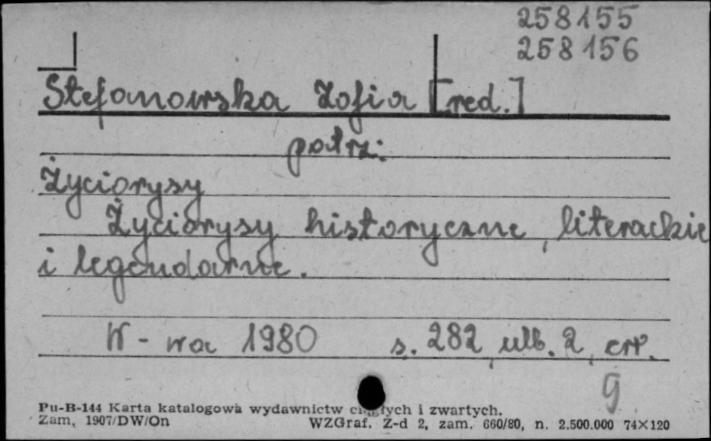 258155
258156
Stefanowska Zofia [red.]
patrz:
Życiorysy
Życiorysy historyczne, literackie
i legendarne.
W-wa 1980 s. 282, ulb. 2, err.
9
Pu-B-144 Karta katalogowa wydawnictw ciągłych i zwartych.
Zam. 1907/DW/On WZGraf. Z-d 2, zam. 660/80, n. 2.500.000 74×120